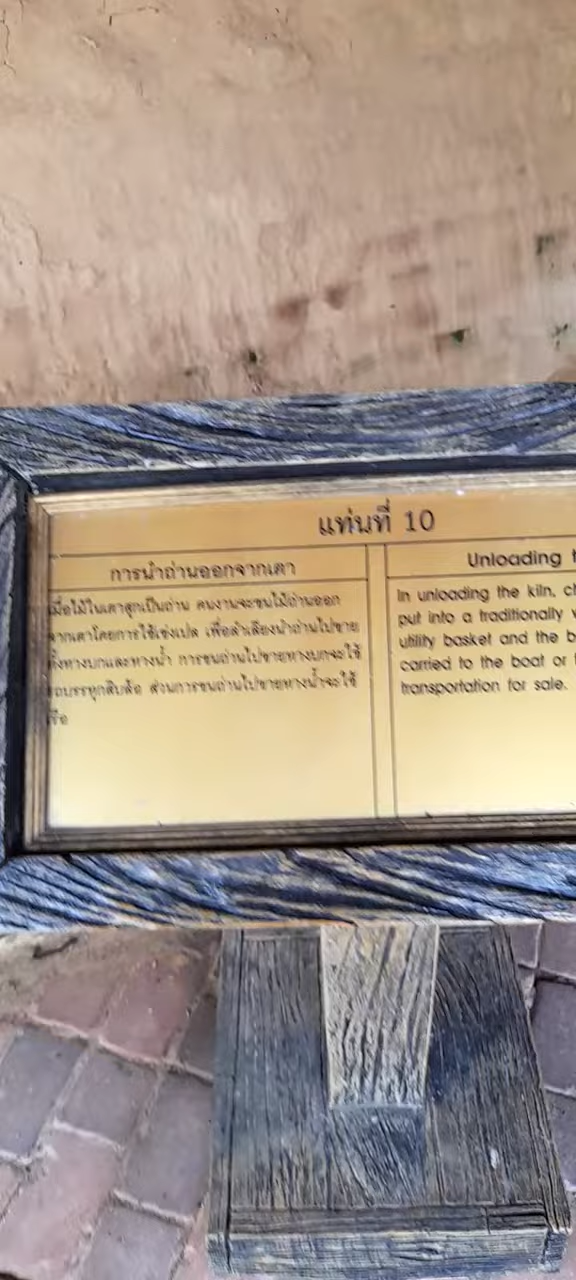 แท่นที่ 10
การนำถ่านออกจากเตา
เมื่อไม้ในเตาสุกเป็นถ่าน คนงานจะขนไม้ถ่านออก
จากเตาโดยการใช้เข่งเปล เพื่อลำเลียงนำถ่านไปขาย
ทั้งทางบกและทางน้ำ การขนถ่านไปขายทางบกจะใช้
รถบรรทุกสิบล้อ ส่วนการขนถ่านไปขายทางน้ำจะใช้
เรือ
Unloading
In unloading the kiln,
put into a traditionally
utility basket and the
carried to the boat or
transportation for sale.